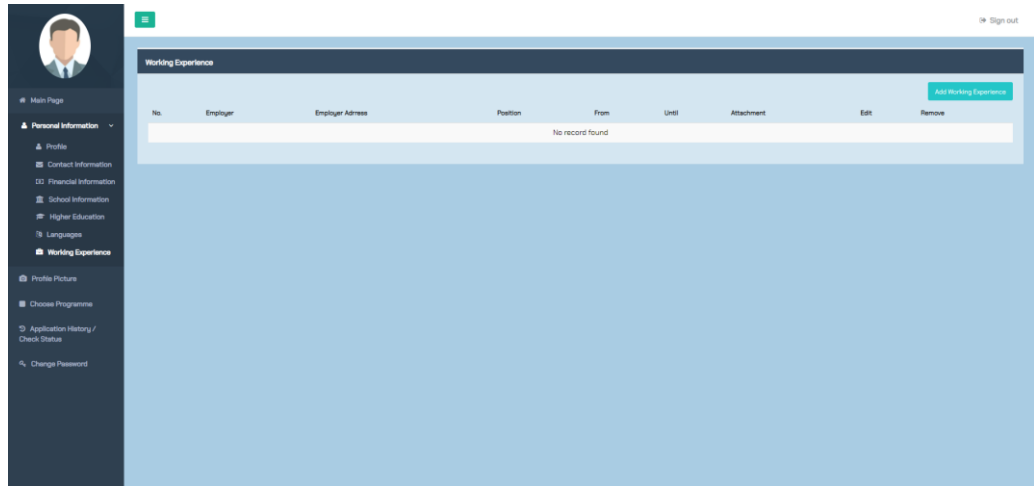 Sign out
Main Page
Personal Information
Profile
Contact Information
Financial Information
School Information
Higher Education
Languages
Working Experience
Profile Picture
Choose Programme
Application History /
Check Status
Change Password
Working Experience
Add Working Experience
No. Employer Employer Adrress Position From Until Attachment Edit Remove
No record found